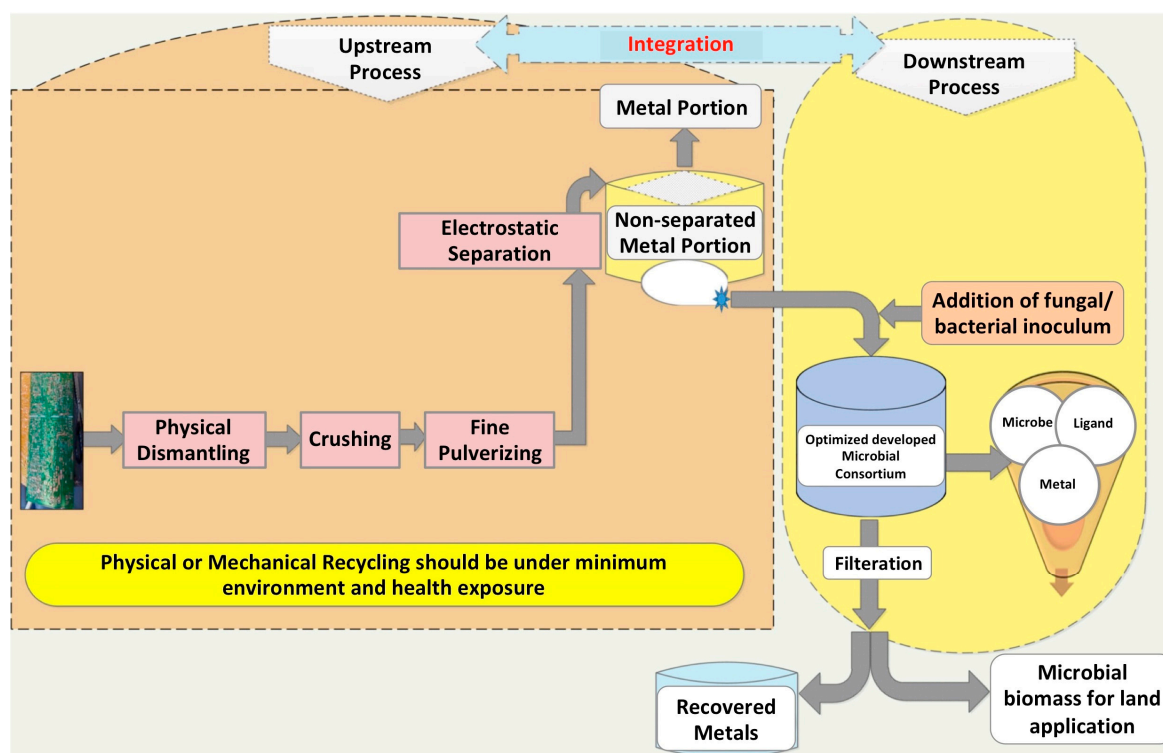 Upstream
Process
Integration
Downstream
Process
Metal Portion
Electrostatic
Separation
Non-separated
Metal Portion
Addition of fungal/
bacterial inoculum
Physical
Dismantling
Crushing
Fine
Pulverizing
Optimized developed
Microbial
Consortium
Microbe
Ligand
Metal
Physical or Mechanical Recycling should be under minimum
environment and health exposure
Filteration
Recovered
Metals
Microbial
biomass for land
application